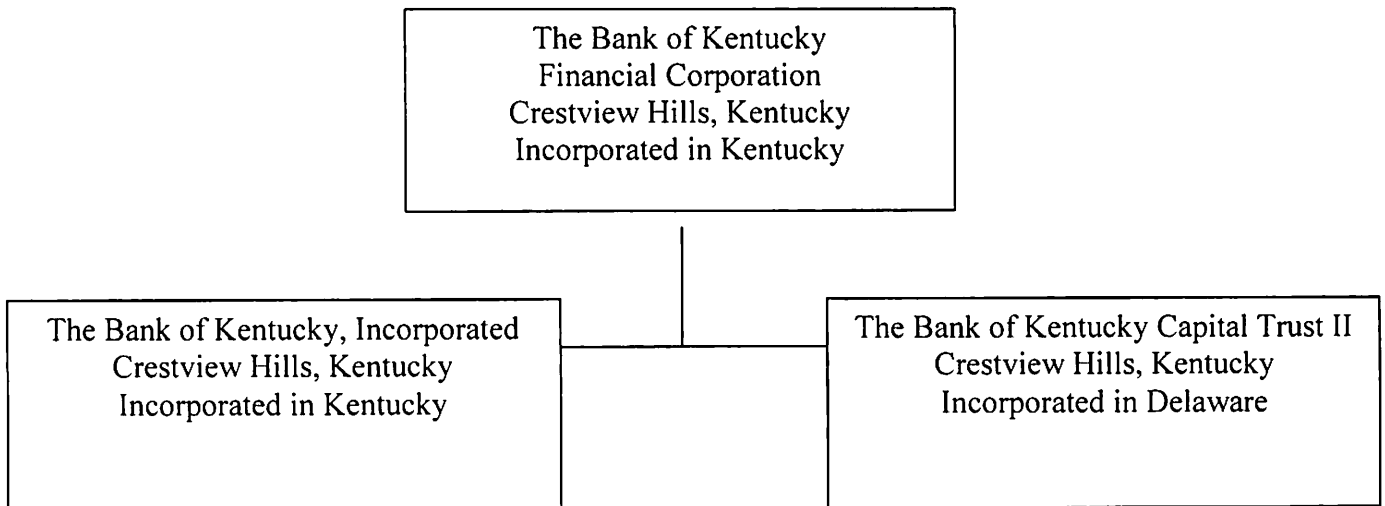 The Bank of Kentucky
Financial Corporation
Crestview Hills, Kentucky
Incorporated in Kentucky
The Bank of Kentucky, Incorporated
Crestview Hills, Kentucky
Incorporated in Kentucky
The Bank of Kentucky Capital Trust II
Crestview Hills, Kentucky
Incorporated in Delaware